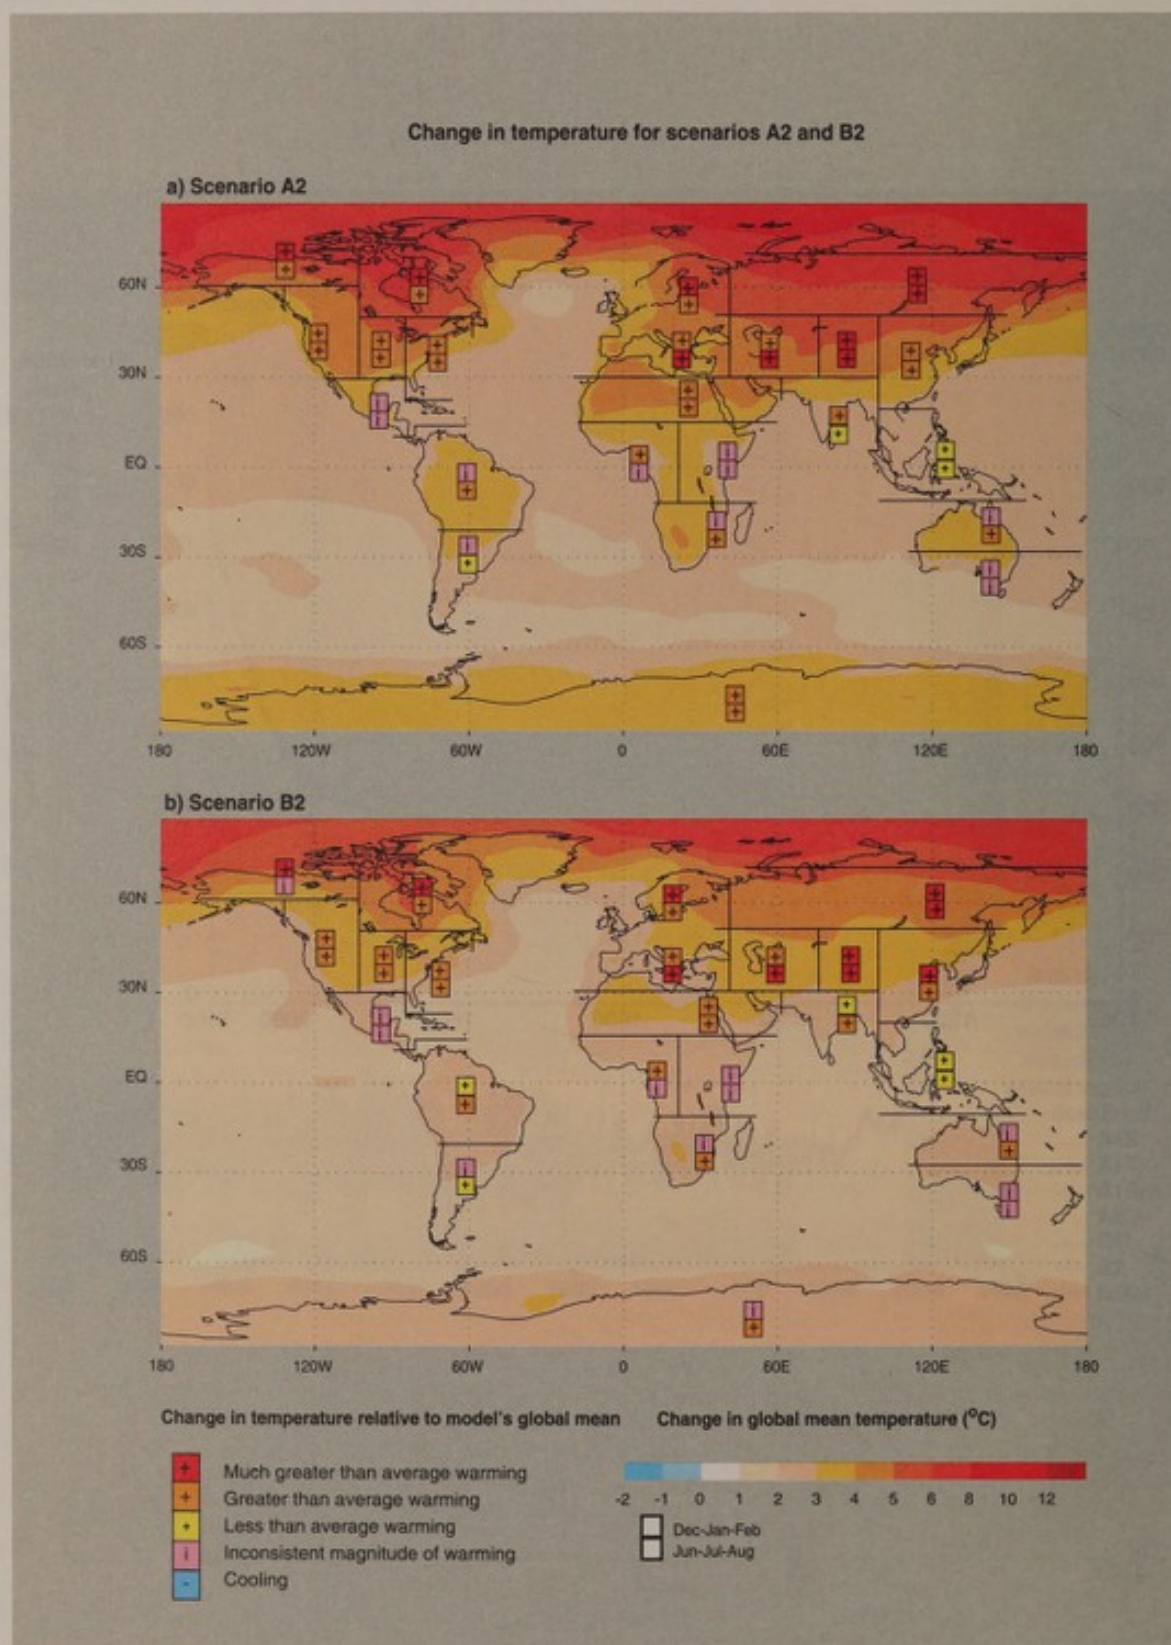 Change in temperature for scenarios A2 and B2
a) Scenario A2
60N
30N
EQ
30S
60S
180 120W 60W 0 60E 120E 180
b) Scenario B2
60N
30N
EQ
30S
60S
180 120W 60W 0 60E 120E 180
Change in temperature relative to model's global mean
+ Much greater than average warming
+ Greater than average warming
+ Less than average warming
i Inconsistent magnitude of warming
- Cooling
Change in global mean temperature (°C)
-2 -1 0 1 2 3 4 5 6 8 10 12
Dec-Jan-Feb
Jun-Jul-Aug